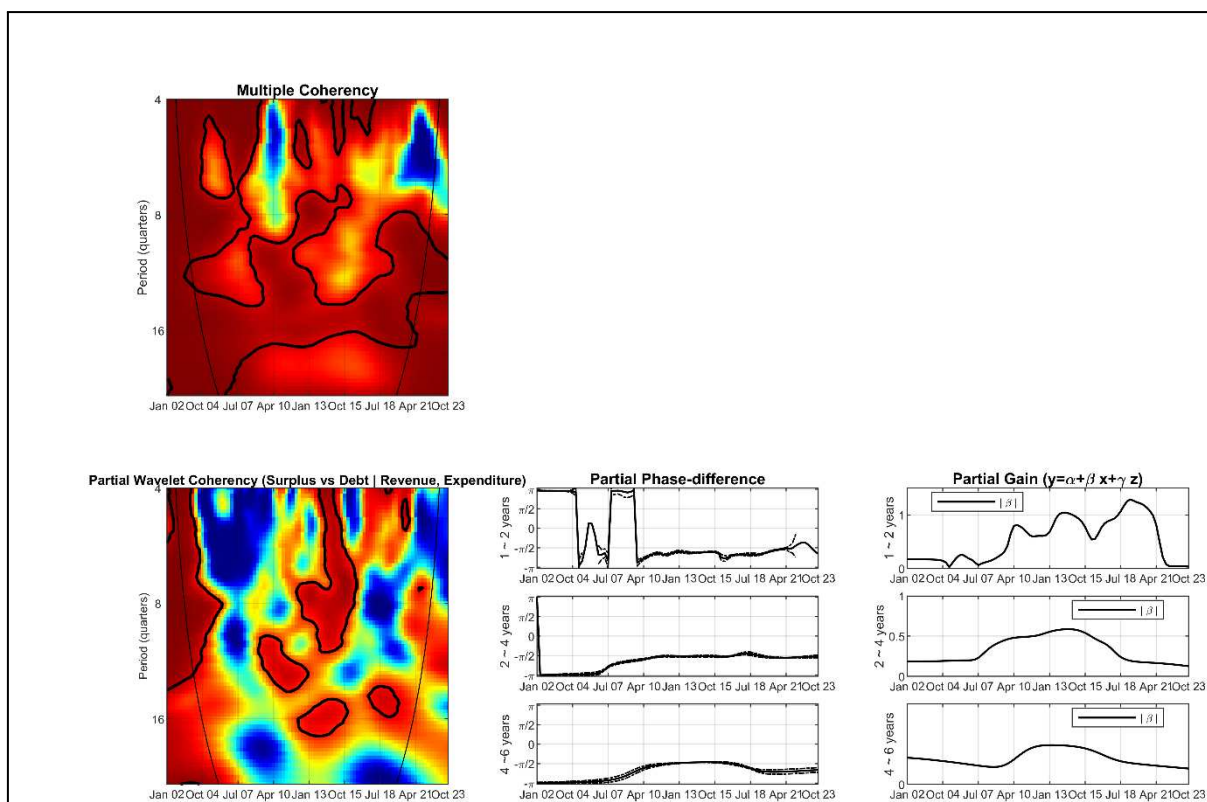 Multiple Coherency
4
8
16
Period (quarters)
Jan 02 Oct 04 Jul 07 Apr 10 Jan 13 Oct 15 Jul 18 Apr 21 Oct 23
Partial Wavelet Coherency (Surplus vs Debt | Revenue, Expenditure)
4
8
16
Period (quarters)
Jan 02 Oct 04 Jul 07 Apr 10 Jan 13 Oct 15 Jul 18 Apr 21 Oct 23
Partial Phase-difference
1 ~ 2 years
π
π/2
0
-π/2
-π
Jan 02 Oct 04 Jul 07 Apr 10 Jan 13 Oct 15 Jul 18 Apr 21 Oct 23
2 ~ 4 years
π
π/2
0
-π/2
-π
Jan 02 Oct 04 Jul 07 Apr 10 Jan 13 Oct 15 Jul 18 Apr 21 Oct 23
4 ~6 years
π
π/2
0
-π/2
-π
Jan 02 Oct 04 Jul 07 Apr 10 Jan 13 Oct 15 Jul 18 Apr 21 Oct 23
Partial Gain (y=α+β x+γ z)
1 ~ 2 years
1
0
|β|
Jan 02 Oct 04 Jul 07 Apr 10 Jan 13 Oct 15 Jul 18 Apr 21 Oct 23
2 ~ 4 years
1
0.5
0
|β|
Jan 02 Oct 04 Jul 07 Apr 10 Jan 13 Oct 15 Jul 18 Apr 21 Oct 23
4 ~ 6 years
0
|β|
Jan 02 Oct 04 Jul 07 Apr 10 Jan 13 Oct 15 Jul 18 Apr 21 Oct 23